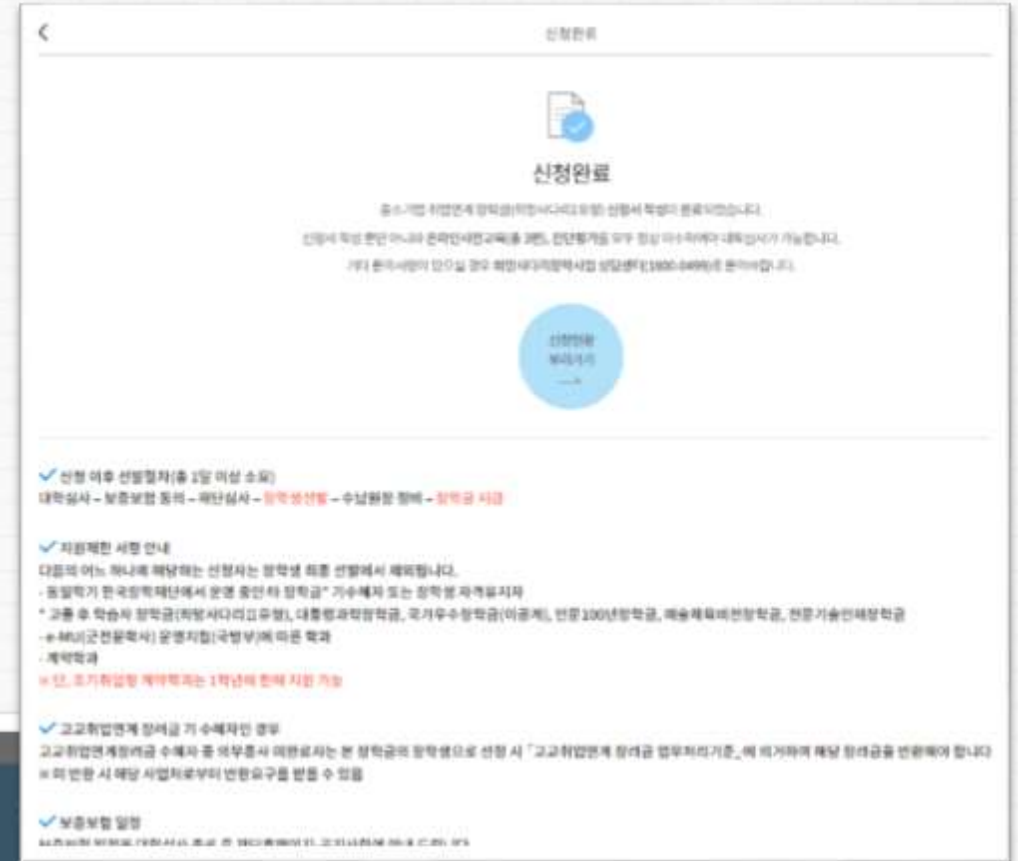 신청완료
신청완료
중소기업 취업연계 장학금(희망사다리Ⅰ유형) 신청서 작성이 완료되었습니다.
신청서 작성 뿐만 아니라 온라인사전교육(총 3편), 진단평가를 모두 정상 이수하여야 대학심사가 가능합니다.
기타 문의사항이 있으실 경우 희망사다리장학사업 상담센터(1800-0499)로 문의바랍니다.
신청현황
바로가기
신청 이후 선발절차(총 1달 이상 소요)
대학심사 – 보증보험 동의 – 재단심사 – 장학생선발 – 수납원장 정비 – 장학금 지급
지원제한 서형 안내
다음의 어느 하나에 해당하는 신청자는 장학생 최종 선발에서 제외됩니다.
- 동일학기 한국장학재단에서 운영 중인 타 장학금* 기수혜자 또는 장학생 자격유지자
* 고졸 후 학습자 장학금(희망사다리Ⅱ유형), 대통령과학장학금, 국가우수장학금(이공계), 인문100년장학금, 예술체육비전장학금, 전문기술인재장학금
- e-MU(군전문학사) 운영지침(국방부)에 따른 학과
- 계약학과
※ 단, 조기취업형 계약학과는 1학년에 한해 지원 가능
고교취업연계 장려금 기 수혜자인 경우
고교취업연계장려금 수혜자 중 의무종사 미완료자는 본 장학금의 장학생으로 선정 시 「고교취업연계 장려금 업무처리기준」에 의거하여 해당 장려금을 반환해야 합니다
※ 미 반환 시 해당 사업처로부터 반환요구를 받을 수 있음
보증보험 일정